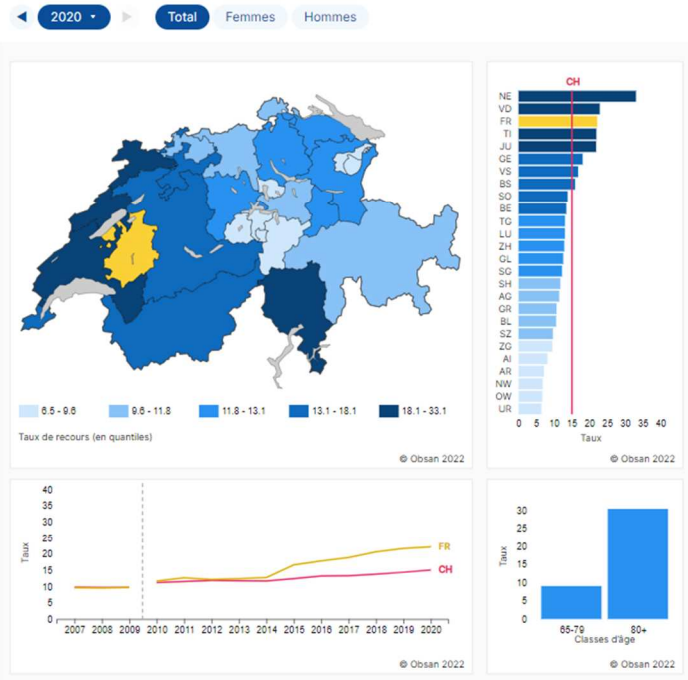 2020
Total
Femmes
Hommes
CH
NE
VD
FR
TI
JU
GE
VS
BS
SO
BE
TG
LU
ZH
GL
SG
SH
AG
GR
BL
SZ
ZG
AI
AR
NW
OW
UR
0 5 10 15 20 25 30 35 40
Taux
© Obsan 2022
6.5 - 9.6 9.6 - 11.8 11.8 - 13.1 13.1 - 18.1 18.1 - 33.1
Taux de recours (en quantiles)
© Obsan 2022
40
35
30
25
20
15
10
5
0
Taux
FR
CH
2007 2008 2009 2010 2011 2012 2013 2014 2015 2016 2017 2018 2019 2020
© Obsan 2022
30
25
20
15
10
5
0
Taux
65-79 80+
Classes d'âge
© Obsan 2022